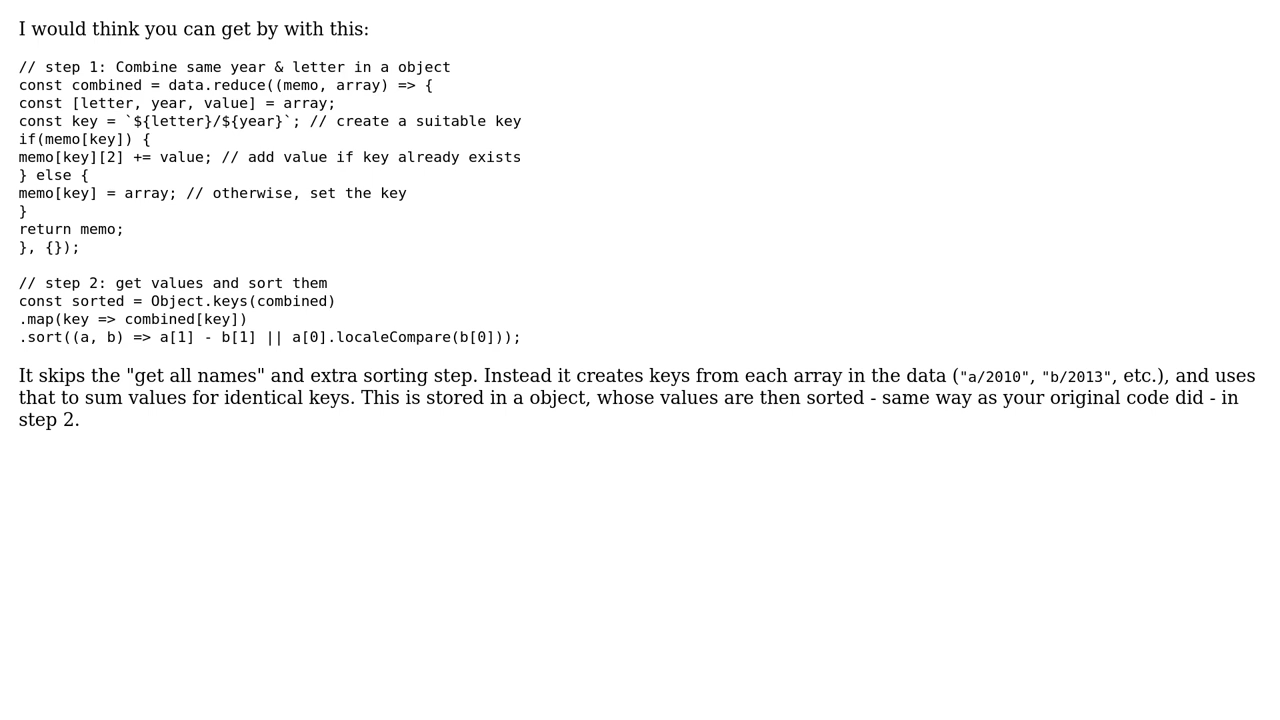 I would think you can get by with this:
// step 1: Combine same year & letter in a object
const combined = data.reduce((memo, array) => {
const [letter, year, value] = array;
const key = `${letter}/${year}`; // create a suitable key
if(memo[key]) {
memo[key][2] += value; // add value if key already exists
} else {
memo[key] = array; // otherwise, set the key
}
return memo;
}, {});
// step 2: get values and sort them
const sorted = Object.keys(combined)
.map(key => combined[key])
.sort((a, b) => a[1] - b[1] || a[0].localeCompare(b[0]));
It skips the "get all names" and extra sorting step. Instead it creates keys from each array in the data ("a/2010", "b/2013", etc.), and uses
that to sum values for identical keys. This is stored in a object, whose values are then sorted - same way as your original code did - in
step 2.